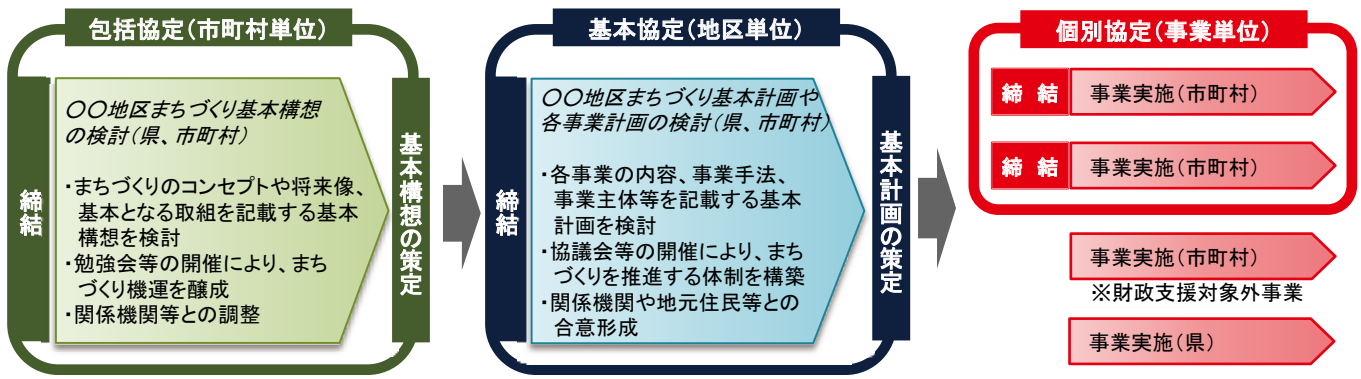 包括協定(市町村単位)
締結
〇〇地区まちづくり基本構想
の検討(県、市町村)
・まちづくりのコンセプトや将来像、
基本となる取組を記載する基本
構想を検討
・勉強会等の開催により、まち
づくり機運を醸成
・関係機関等との調整
基本構想の策定
基本協定(地区単位)
締結
〇〇地区まちづくり基本計画や
各事業計画の検討(県、市町村)
・各事業の内容、事業手法、
事業主体等を記載する基本
計画を検討
・協議会等の開催により、まち
づくりを推進する体制を構築
・関係機関や地元住民等との
合意形成
基本計画の策定
個別協定(事業単位)
締 結
事業実施(市町村)
締 結
事業実施(市町村)
事業実施(市町村)
※財政支援対象外事業
事業実施(県)